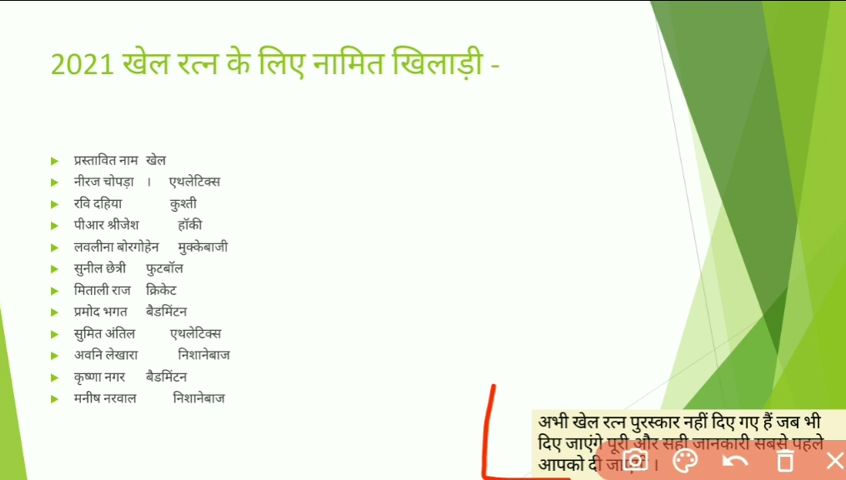 2021 खेल रत्न के लिए नामित खिलाड़ी -
प्रस्तावित नाम खेल
नीरज चोपड़ा । एथलेटिक्स
रवि दहिया कुश्ती
पीआर श्रीजेश हॉकी
लवलीना बोरगोहेन मुक्केबाजी
सुनील छेत्री फुटबॉल
मिताली राज क्रिकेट
प्रमोद भगत बैडमिंटन
सुमित अंतिल एथलेटिक्स
अवनि लेखारा निशानेबाज
कृष्णा नगर बैडमिंटन
मनीष नरवाल निशानेबाज
अभी खेल रत्न पुरस्कार नहीं दिए गए हैं जब भी
दिए जाएंगे पूरी और सही जानकारी सबसे पहले
आपको दी ।